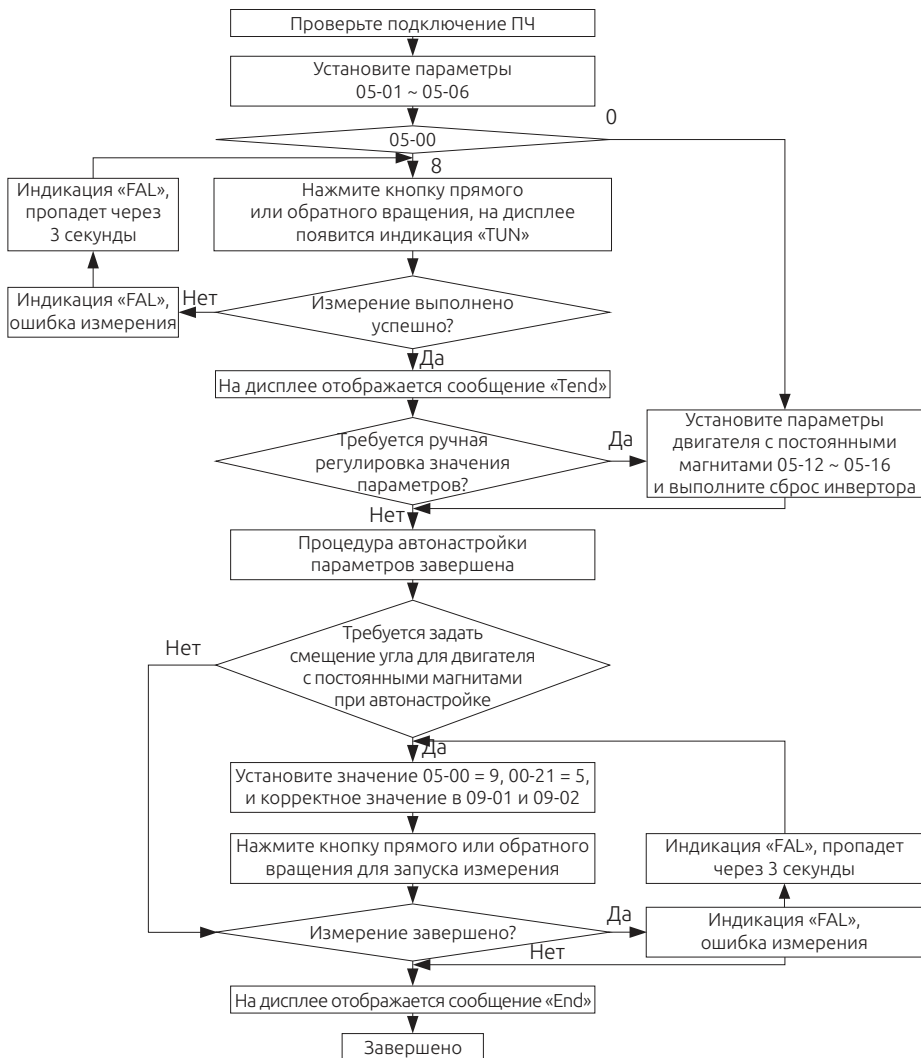 Проверьте подключение ПЧ
Установите параметры
05-01 ~ 05-06
0
05-00
8
Индикация «FAL»,
пропадет через
3 секунды
Нажмите кнопку прямого
или обратного вращения, на дисплее
появится индикация «TUN»
Индикация «FAL»,
ошибка измерения
Нет
Измерение выполнено
успешно?
Да
На дисплее отображается сообщение «Tend»
Требуется ручная
регулировка значения
параметров?
Да
Установите параметры
двигателя с постоянными
магнитами 05-12 ~ 05-16
и выполните сброс инвертора
Нет
Процедура автонастройки
параметров завершена
Нет
Требуется задать
смещение угла для двигателя
с постоянными магнитами
при автонастройке
Да
Установите значение 05-00 = 9, 00-21 = 5,
и корректное значение в 09-01 и 09-02
Нажмите кнопку прямого или обратного
вращения для запуска измерения
Индикация «FAL», пропадет
через 3 секунды
Измерение завершено?
Да
Индикация «FAL»,
ошибка измерения
Нет
На дисплее отображается сообщение «End»
Завершено